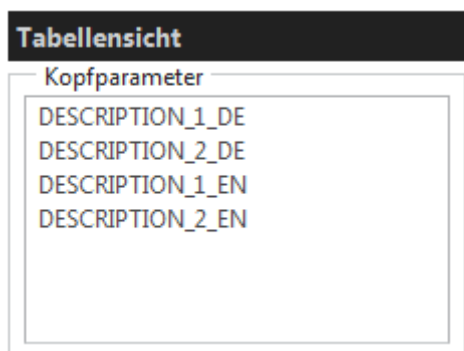 Tabellensicht
Kopfparameter
DESCRIPTION_1_DE
DESCRIPTION_2_DE
DESCRIPTION_1_EN
DESCRIPTION_2_EN